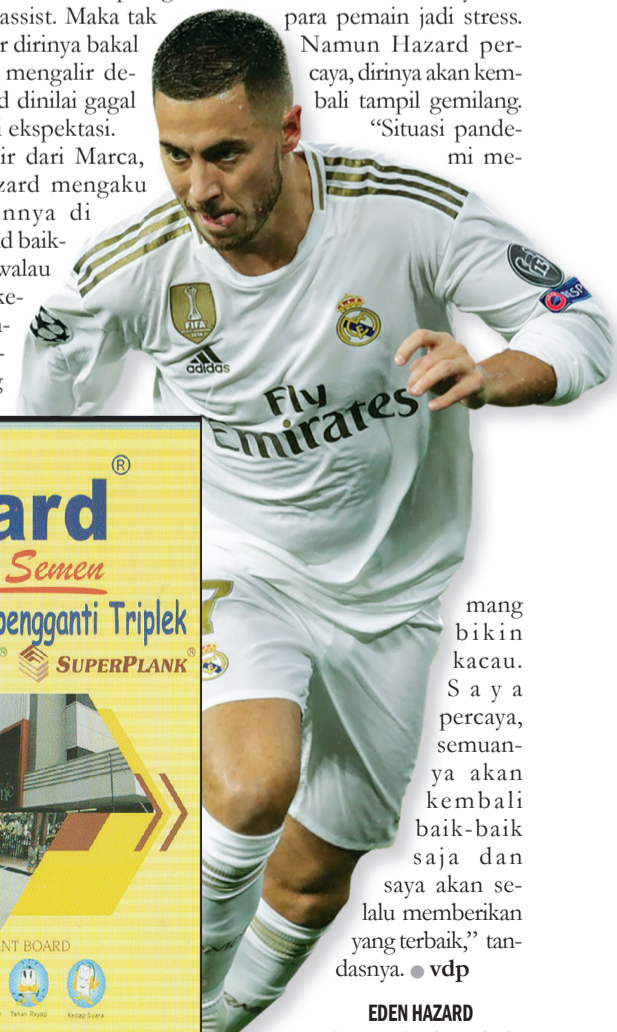 assist. Maka tak
r dirinya bakal
mengalir de-
d dinilai gagal
i ekspektasi.
ir dari Marca,
zard mengaku
nnya di
d baik-
walau
ke-
para pemain jadi stress.
Namun Hazard per-
caya, dirinya akan kem-
bali tampil gemilang.
“Situasi pande-
mi me-
mang
bikin
kacau.
Saya
percaya,
semuan-
ya akan
kembali
baik-baik
saja dan
saya akan se-
lalu memberikan
yang terbaik,” tan-
dasnya. ● vdp
EDEN HAZARD
FIFA
adidas
Fly
Emirates
7
ard®
Semen
pengganti Triplek
® SUPERPLANK®
NT BOARD
Tahan Rayap
Kedap Suara